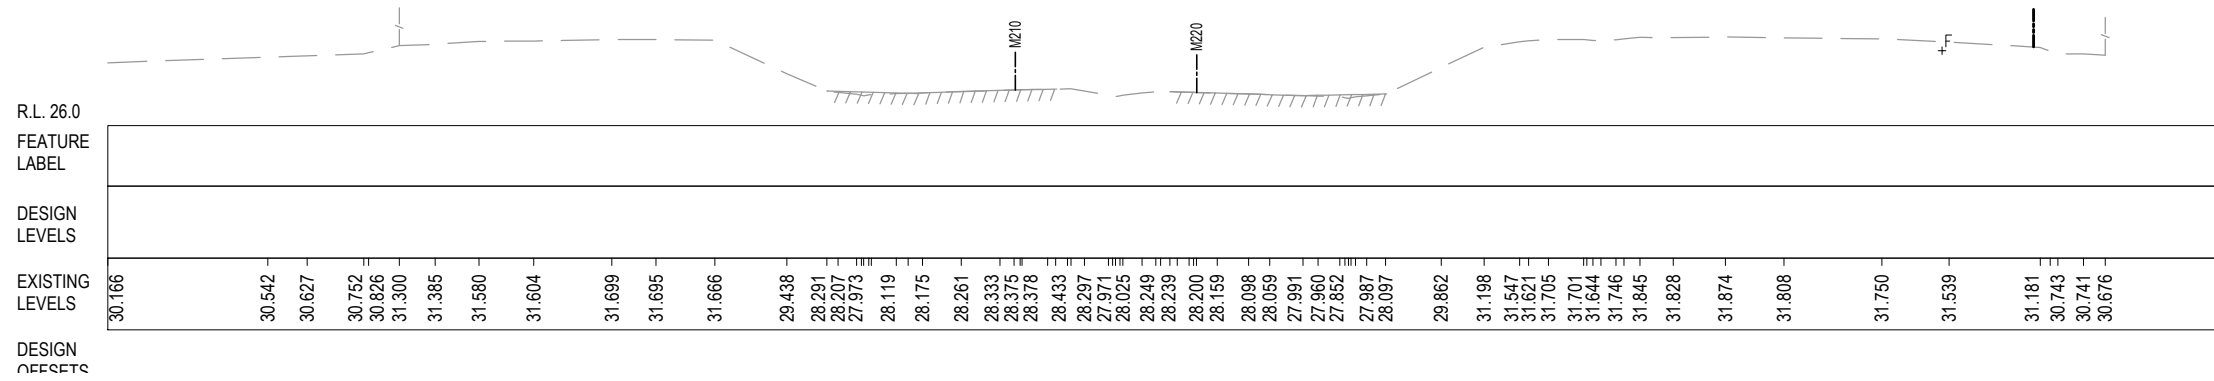 M210
M220
F
R.L. 26.0
FEATURE
LABEL
DESIGN
LEVELS
EXISTING
LEVELS
30.166 30.542 30.627 30.752 30.826 31.300 31.385 31.580 31.604 31.699 31.695 31.666 29.438 28.291 28.207 27.973 28.119 28.175 28.261 28.333 28.375 28.378 28.433 28.297 27.971 28.025 28.249 28.239 28.200 28.159 28.098 28.059 27.991 27.960 27.852 27.987 28.097 29.862 31.198 31.547 31.621 31.705 31.701 31.644 31.746 31.845 31.828 31.874 31.808 31.750 31.539 31.181 30.743 30.741 30.676
DESIGN
OFFSETS